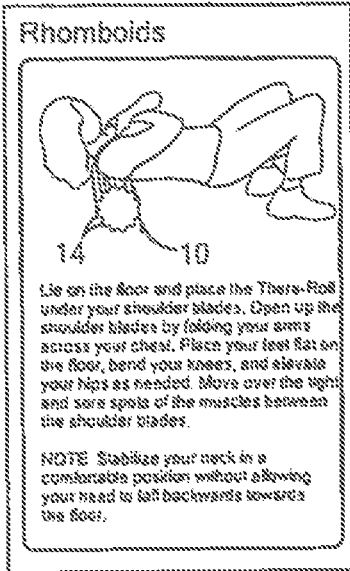 Rhomboids
14
10
Lie on the floor and place the Thera-Roll
under your shoulder blades. Open up the
shoulder blades by folding your arms
across your chest. Place your feet flat on
the floor, bend your knees, and elevate
your hips as needed. Move over the tight
and sore spots of the muscles between
the shoulder blades.
NOTE Stabilize your neck in a
comfortable position without allowing
your head to fall backwards towards
the floor.